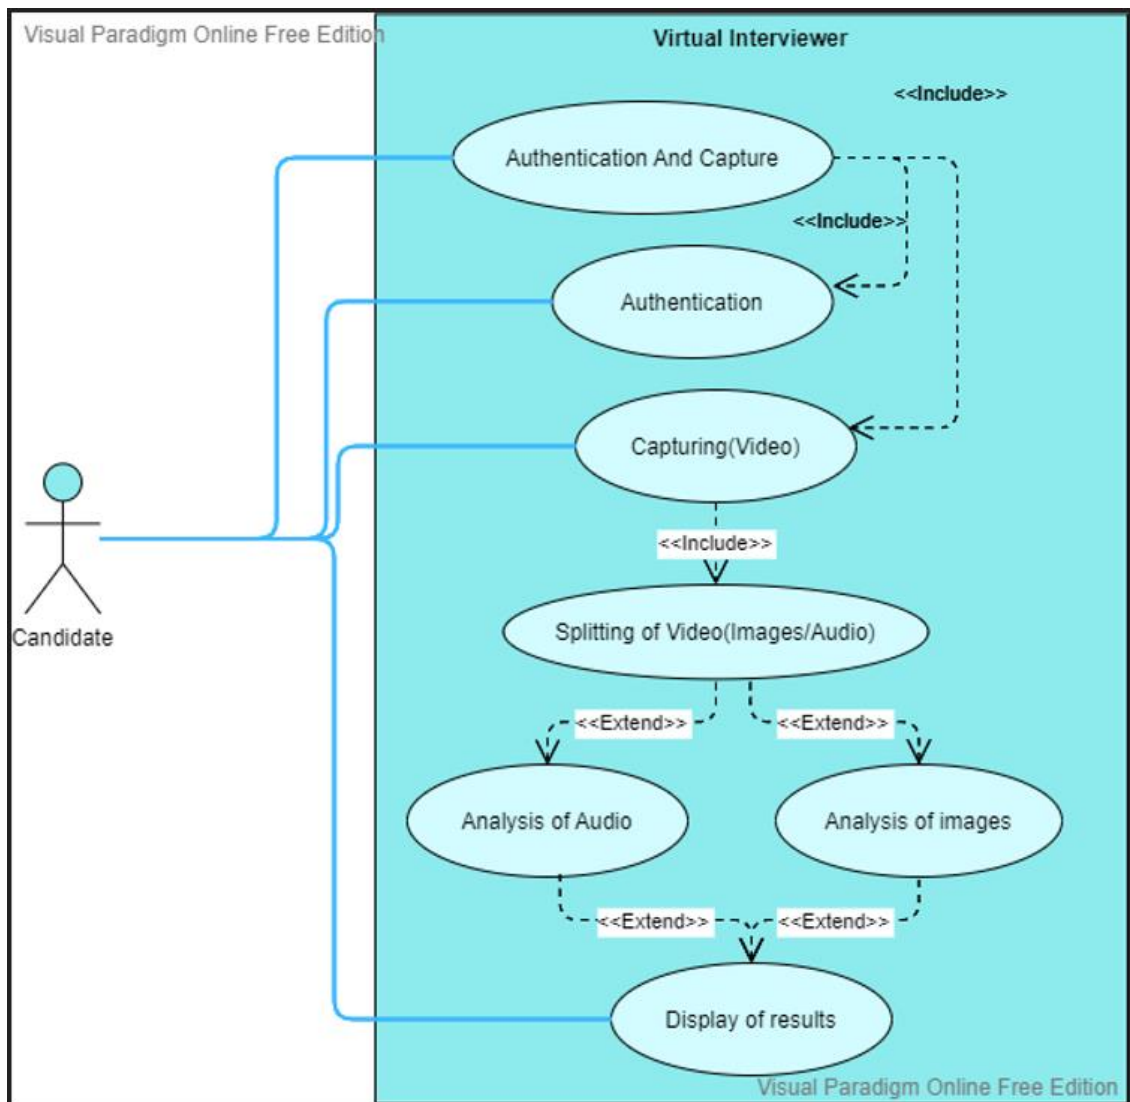 Visual Paradigm Online Free Edition
Virtual Interviewer
<<Include>>
Authentication And Capture
<<Include>>
Authentication
Capturing(Video)
<<Include>>
Candidate
Splitting of Video(Images/Audio)
<<Extend>>
<<Extend>>
Analysis of Audio
Analysis of images
<<Extend>>
<<Extend>>
Display of results
Visual Paradigm Online Free Edition